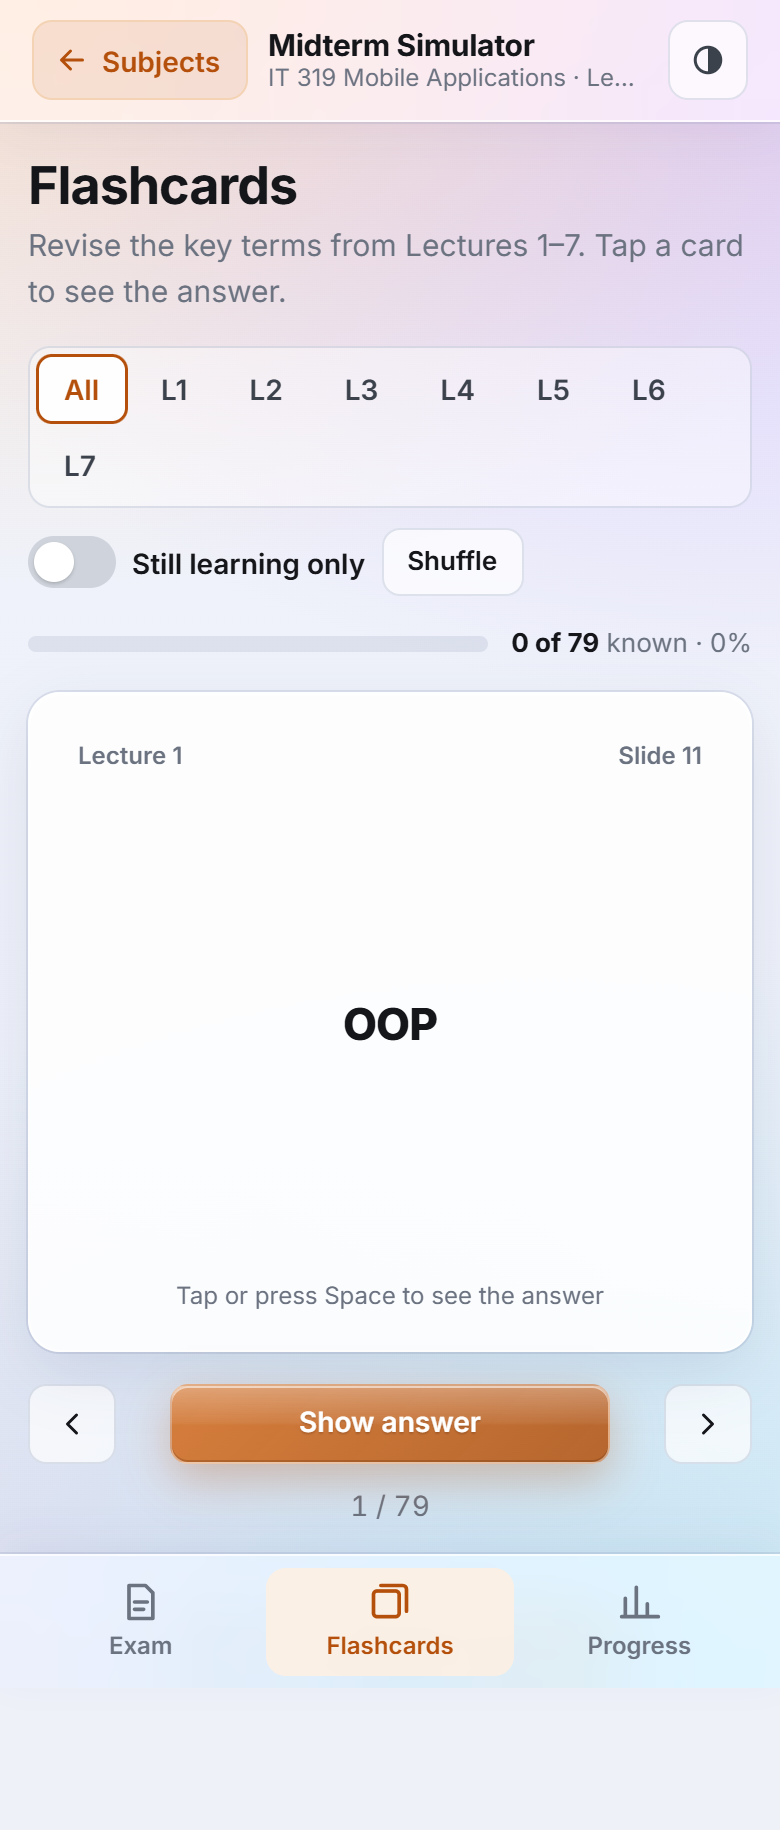 Subjects
Midterm Simulator
IT 319 Mobile Applications · Le...
Flashcards
Revise the key terms from Lectures 1–7. Tap a card
to see the answer.
All L1 L2 L3 L4 L5 L6
L7
Still learning only Shuffle
0 of 79 known · 0%
Lecture 1 Slide 11
OOP
Tap or press Space to see the answer
Show answer
1 / 79
Exam Flashcards Progress